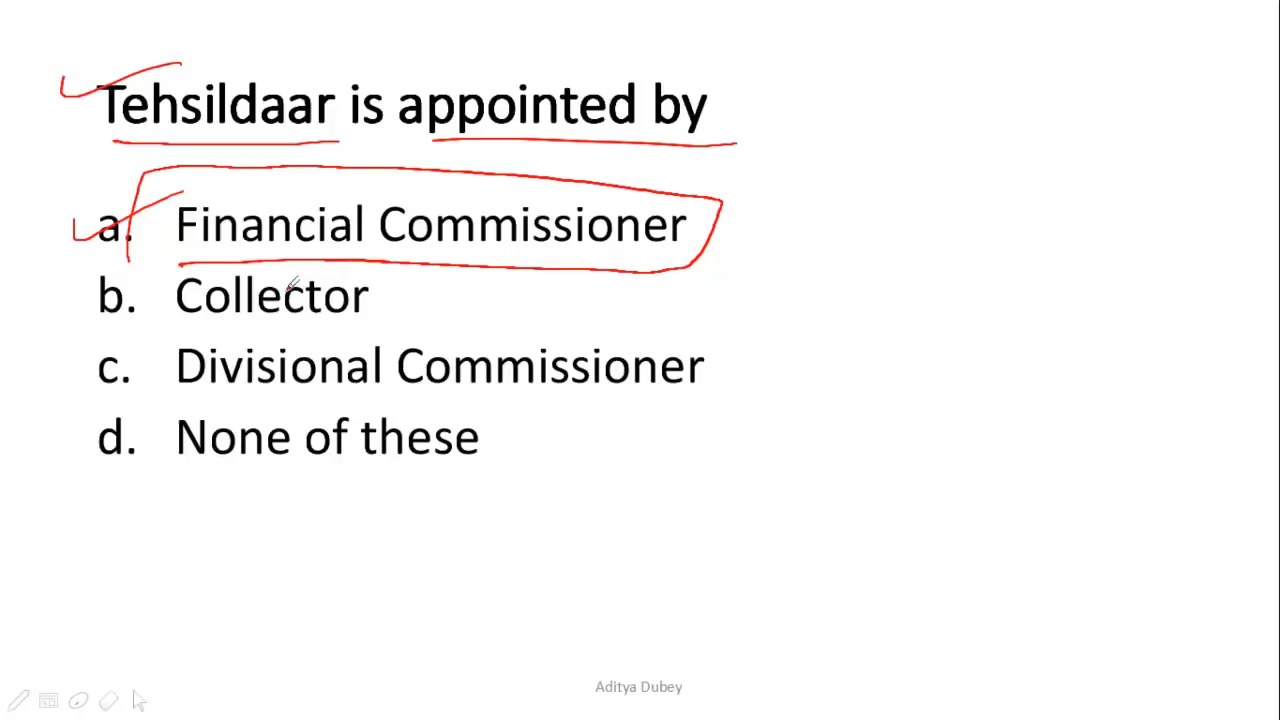 Tehsildaar is appointed by
a. Financial Commissioner
b. Collector
c. Divisional Commissioner
d. None of these
Aditya Dubey